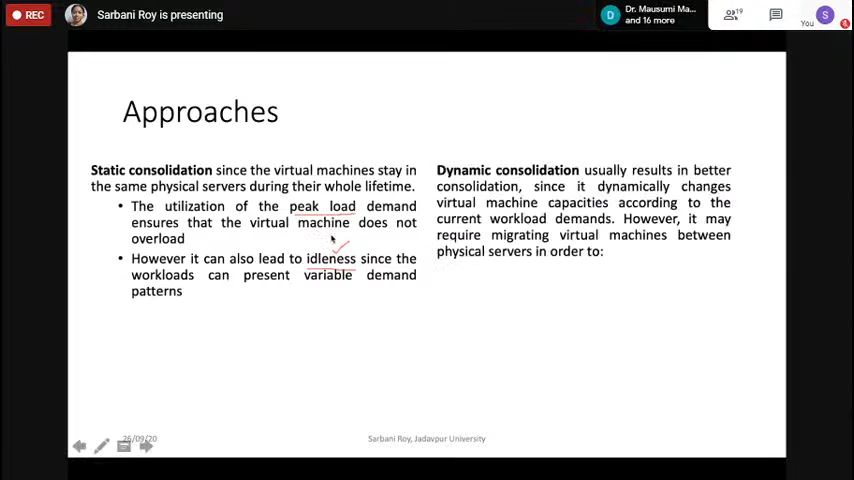 REC
Sarbani Roy is presenting
D
Dr. Mausumi Ma...
and 16 more
19
You
S
Approaches
Static consolidation since the virtual machines stay in
the same physical servers during their whole lifetime.
• The utilization of the peak load demand
ensures that the virtual machine does not
overload
• However it can also lead to idleness since the
workloads can present variable demand
patterns
Dynamic consolidation usually results in better
consolidation, since it dynamically changes
virtual machine capacities according to the
current workload demands. However, it may
require migrating virtual machines between
physical servers in order to:
26/09/20
Sarbani Roy, Jadavpur University